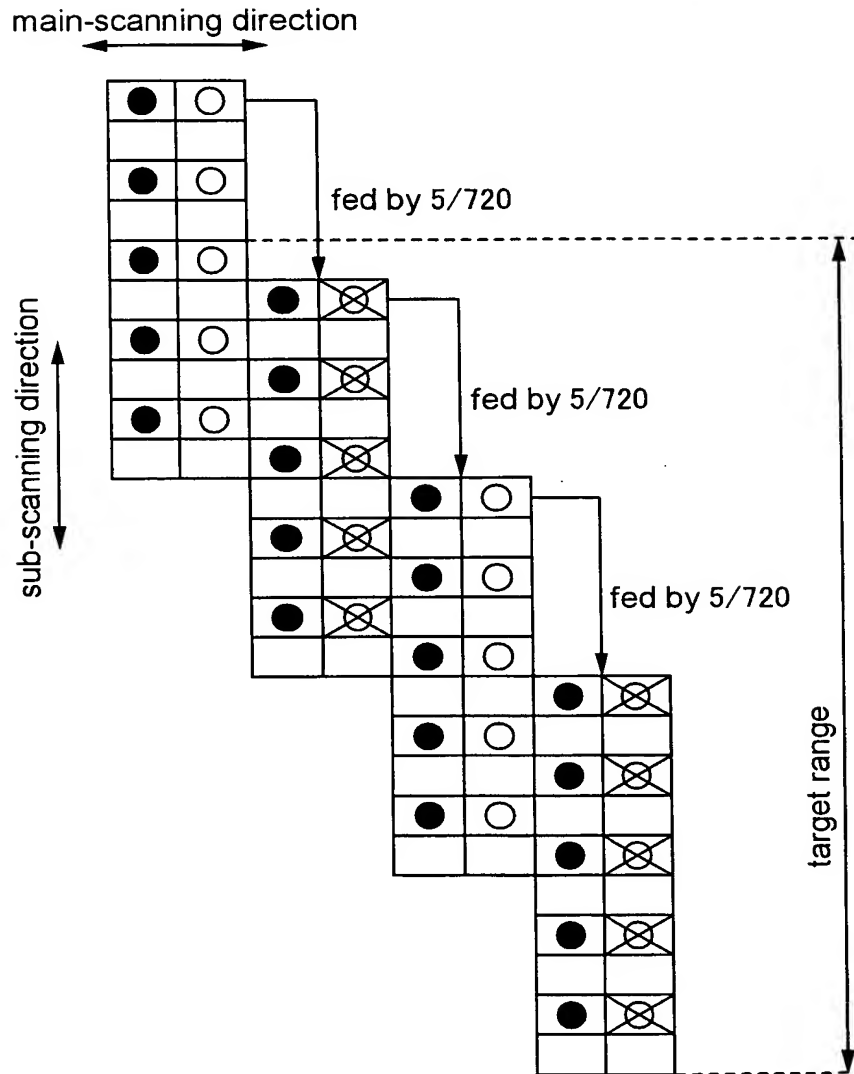 main-scanning direction
fed by 5/720
sub-scanning direction
fed by 5/720
fed by 5/720
target range